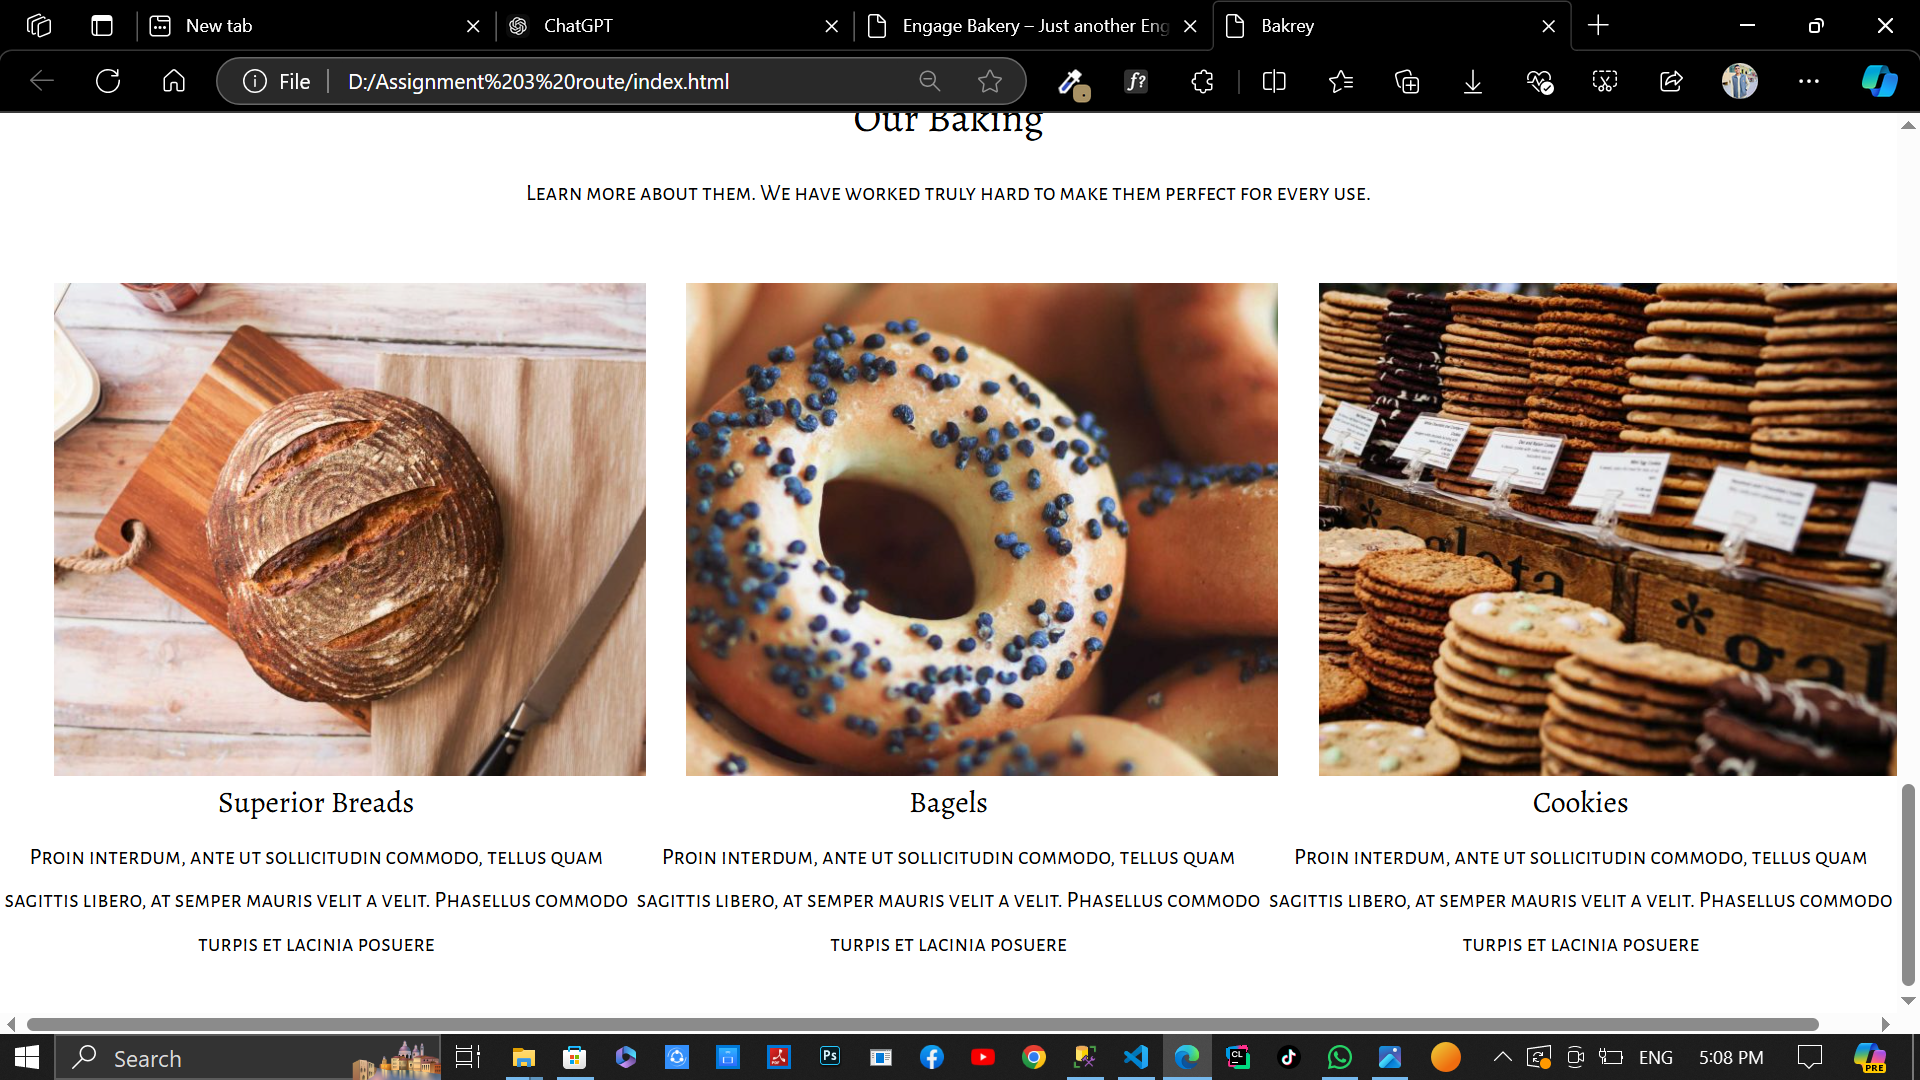 New tab
ChatGPT
Engage Bakery – Just another Eng
Bakrey
File
D:/Assignment%203%20route/index.html
Our Baking
Learn more about them. We have worked truly hard to make them perfect for every use.
Superior Breads
Bagels
Cookies
Proin interdum, ante ut sollicitudin commodo, tellus quam
sagittis libero, at semper mauris velit a velit. Phasellus commodo
turpis et lacinia posuere
Proin interdum, ante ut sollicitudin commodo, tellus quam
sagittis libero, at semper mauris velit a velit. Phasellus commodo
turpis et lacinia posuere
Proin interdum, ante ut sollicitudin commodo, tellus quam
sagittis libero, at semper mauris velit a velit. Phasellus commodo
turpis et lacinia posuere
Search
Ps
CL
ENG
5:08 PM
PRE